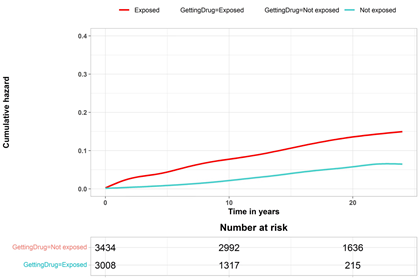 Exposed GettingDrug=Exposed GettingDrug=Not exposed Not exposed
Cumulative hazard
0.4
0.3
0.2
0.1
0.0
0 10 20
Time in years
Number at risk
GettingDrug=Not exposed 3434 2992 1636
GettingDrug=Exposed 3008 1317 215